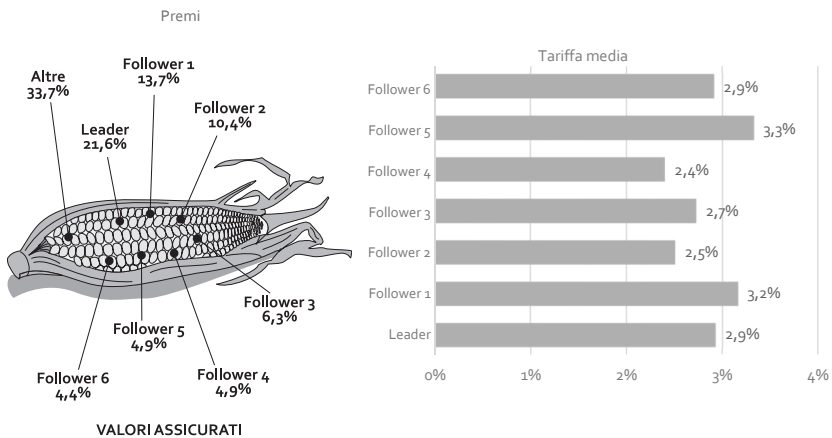 Premi
Follower 1
13,7%
Altre
33,7%
Follower 2
10,4%
Leader
21,6%
Follower 3
6,3%
Follower 5
4,9%
Follower 6
4,4%
Follower 4
4,9%
VALORI ASSICURATI
Tariffa media
Follower 6 2,9%
Follower 5 3,3%
Follower 4 2,4%
Follower 3 2,7%
Follower 2 2,5%
Follower 1 3,2%
Leader 2,9%
0% 1% 2% 3% 4%